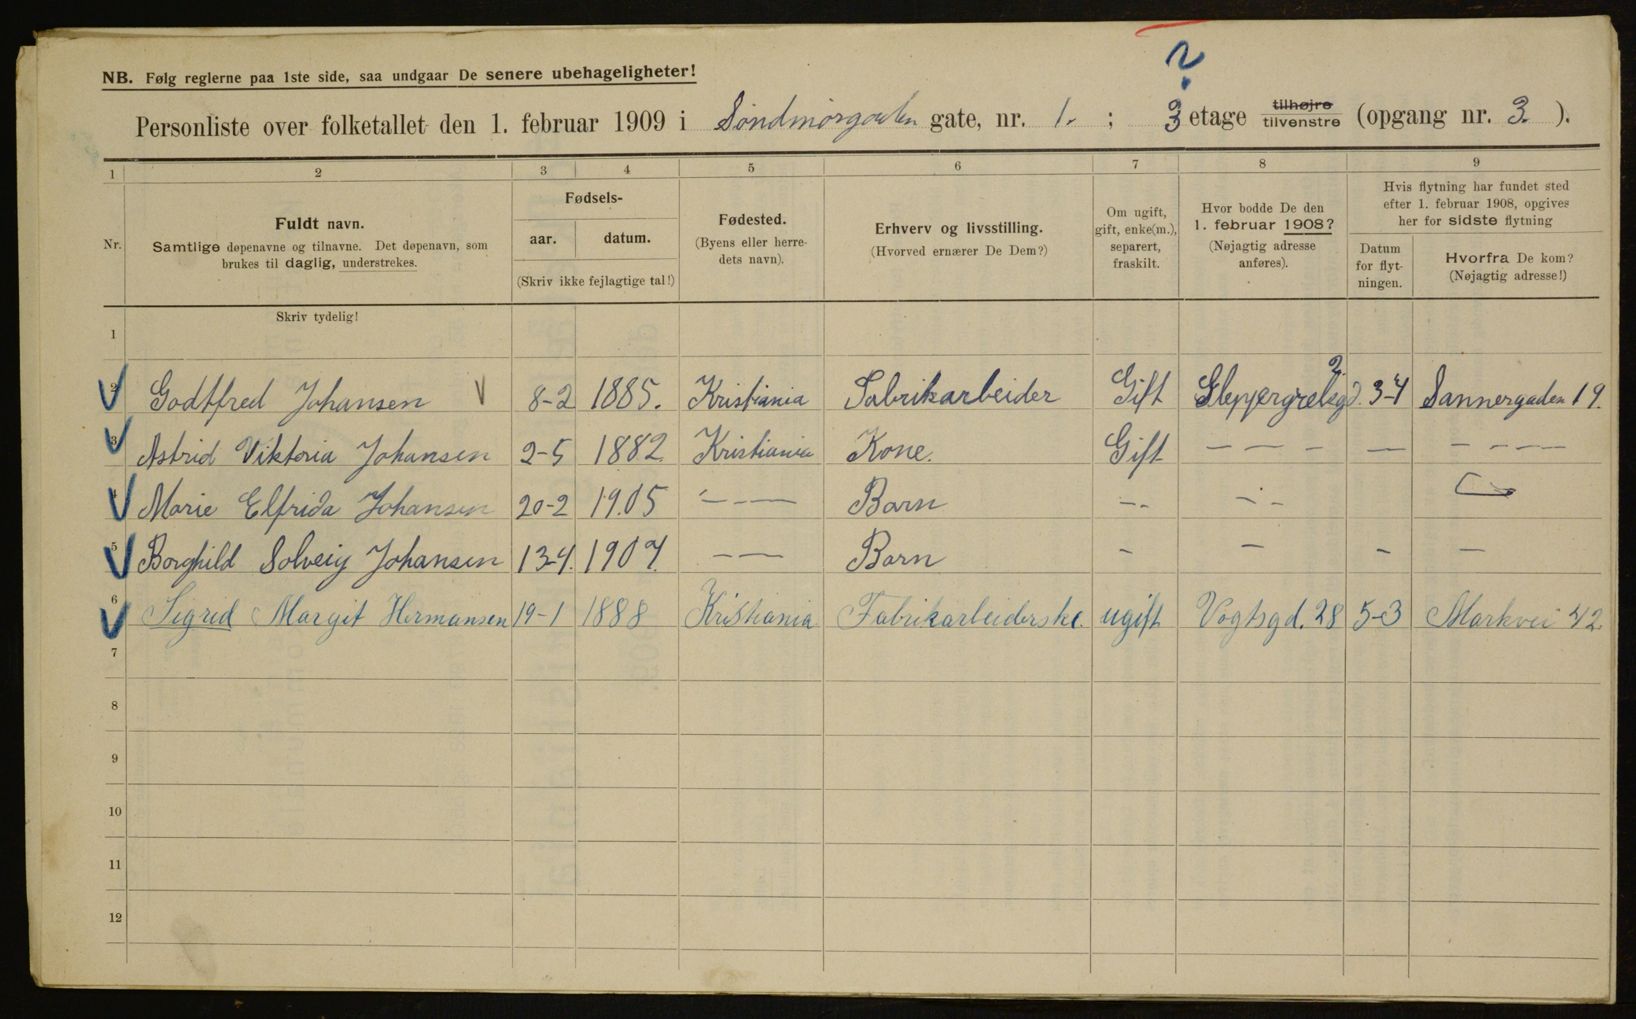 NB. Følg reglerne paa 1ste side, saa undgaar De senere ubehageligheter!
?
Personliste over folketallet den 1. februar 1909 i Søndmørgaden gate, nr. 1. ; 3 etage tilhøjre tilvenstre (opgang nr. 3. ).
1 2 3 4 5 6 7 8 9
Nr.
Fuldt navn.
Samtlige døpenavne og tilnavne. Det døpenavn, som
brukes til daglig, understrekes.
Fødsels-
aar. datum.
(Skriv ikke fejlagtige tal!)
Fødested.
(Byens eller herre-
dets navn).
Erhverv og livsstilling.
(Hvorved ernærer De Dem?)
Om ugift,
gift, enke(m.),
separert,
fraskilt.
Hvor bodde De den
1. februar 1908?
(Nøjagtig adresse
anføres).
Hvis flytning har fundet sted
efter 1. februar 1908, opgives
her for sidste flytning
Datum
for flyt-
ningen.
Hvorfra De kom?
(Nøjagtig adresse!)
Skriv tydelig!
1
2 Godtfred Johansen 8-2 1885. Kristiania Fabrikarbeider Gift 3-4 Sannergaden 19.
3 Astrid Viktoria Johansen 2-5 1882 Kristiania Kone. Gift — — — — — — — —
4 Marie Elfrida Johansen 20-2 1905 — — Barn — - — - -
5 Borghild Solveig Johansen 13-4. 1907. — — Barn — — — —
6 Sigrid Margit Hermansen 19-1 1888 Kristiania Fabrikarbeiderske. ugift Vogtsgd. 28 5-3 Markvei 42
7
8
9
10
11
12